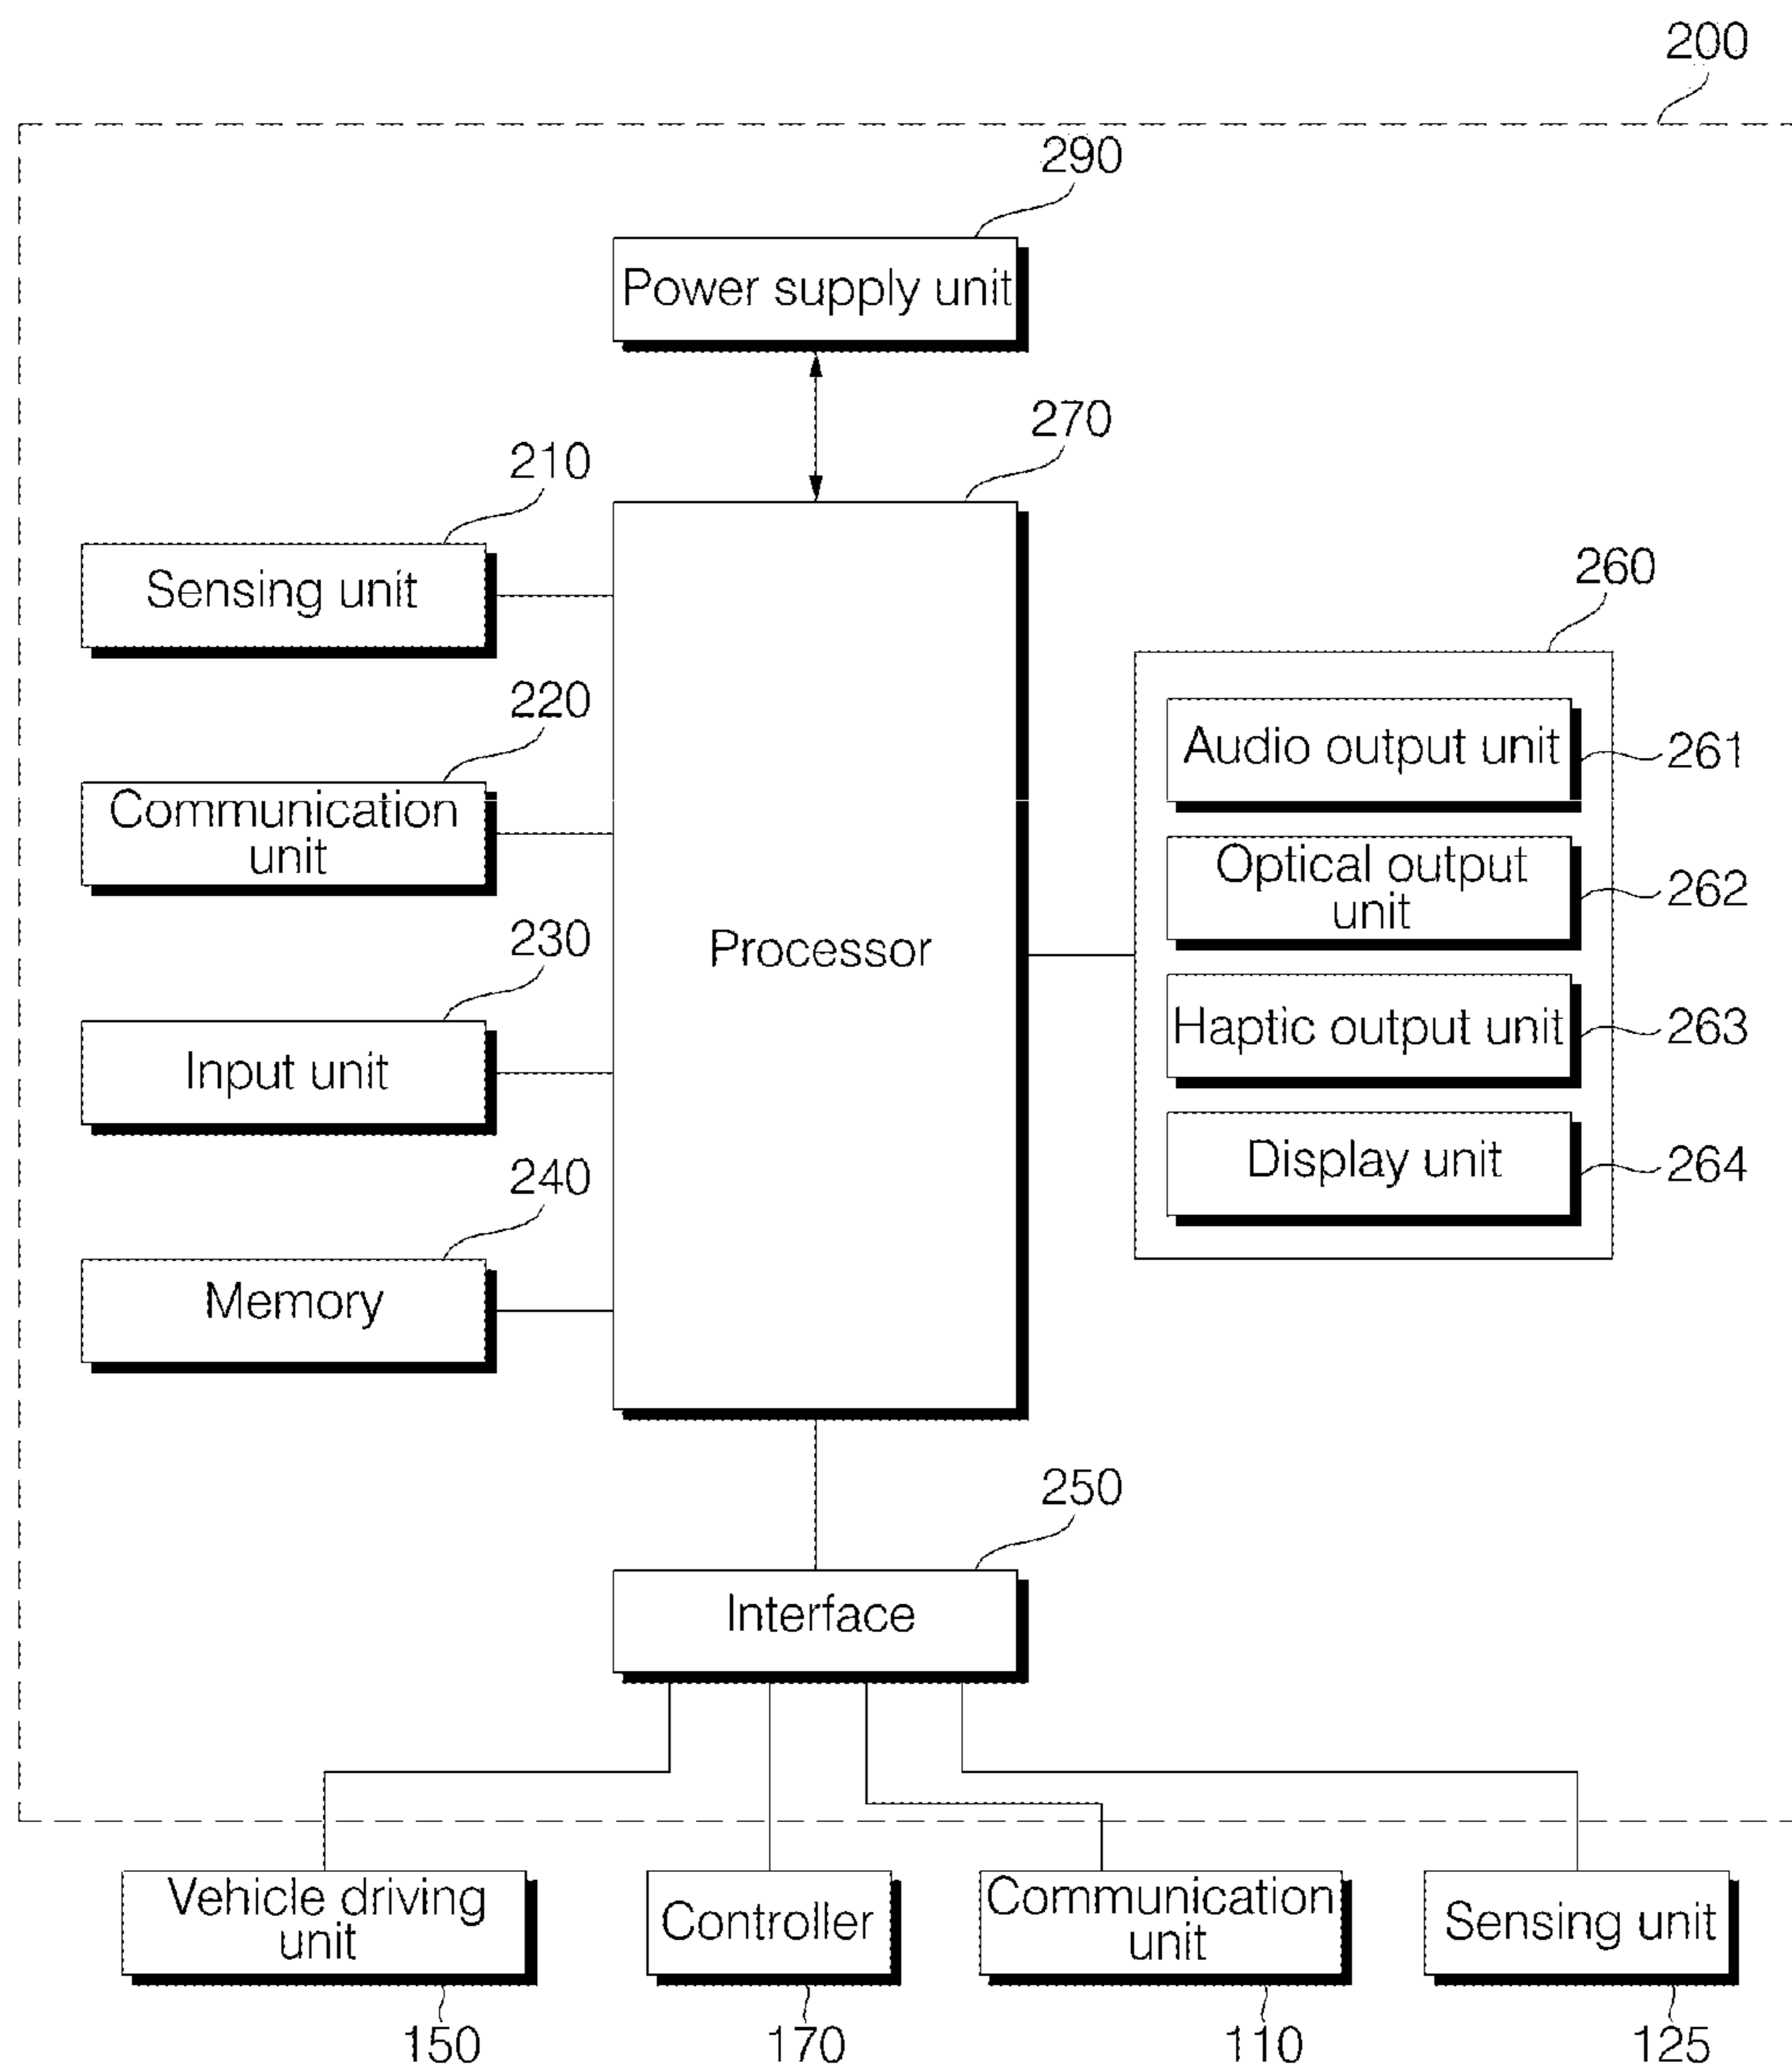 200
290
Power supply unit
270
210
Sensing unit
260
220
Audio output unit
261
Communication
unit
Optical output
unit
262
230
Processor
Haptic output unit
263
Input unit
Display unit
264
240
Memory
250
Interface
Vehicle driving
unit
Controller
Communication
unit
Sensing unit
150
170
110
125